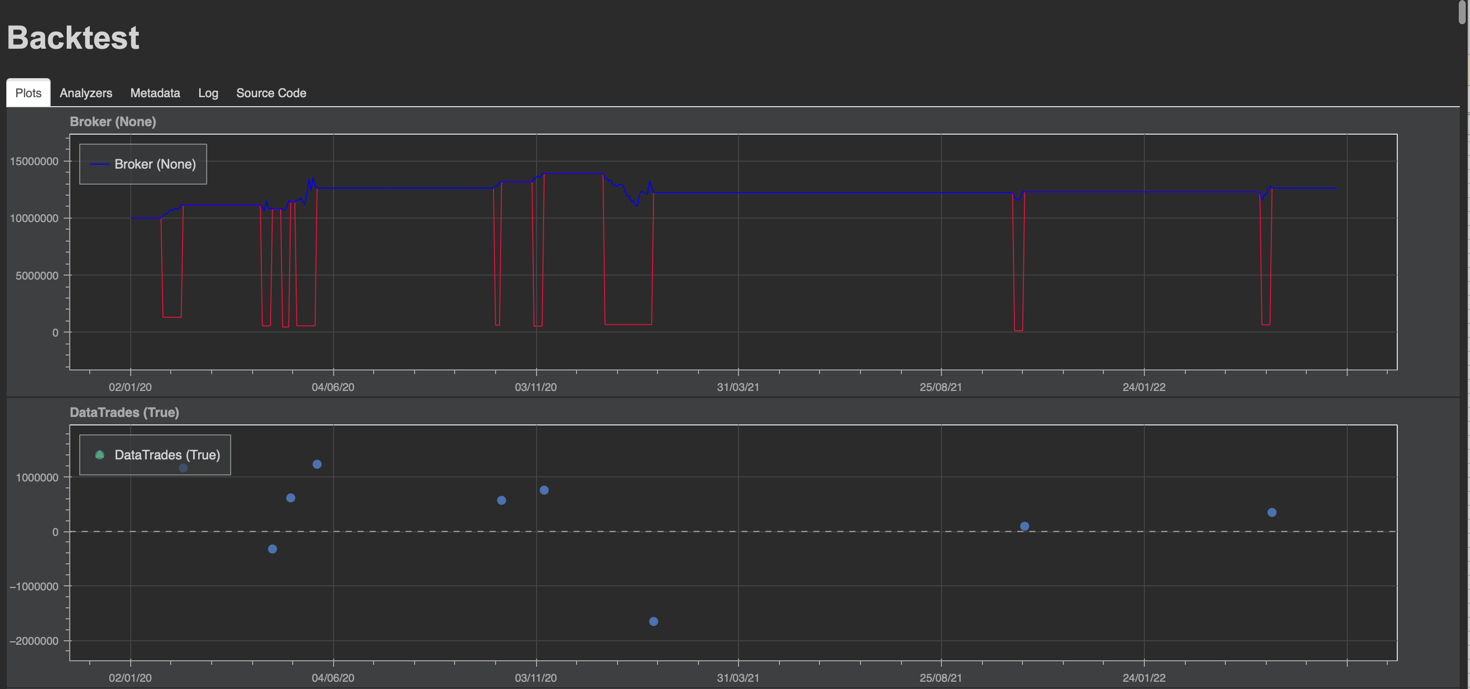 Backtest
Plots Analyzers Metadata Log Source Code
Broker (None)
Broker (None)
15000000
10000000
5000000
0
02/01/20 04/06/20 03/11/20 31/03/21 25/08/21 24/01/22
DataTrades (True)
DataTrades (True)
1000000
0
−1000000
−2000000
02/01/20 04/06/20 03/11/20 31/03/21 25/08/21 24/01/22